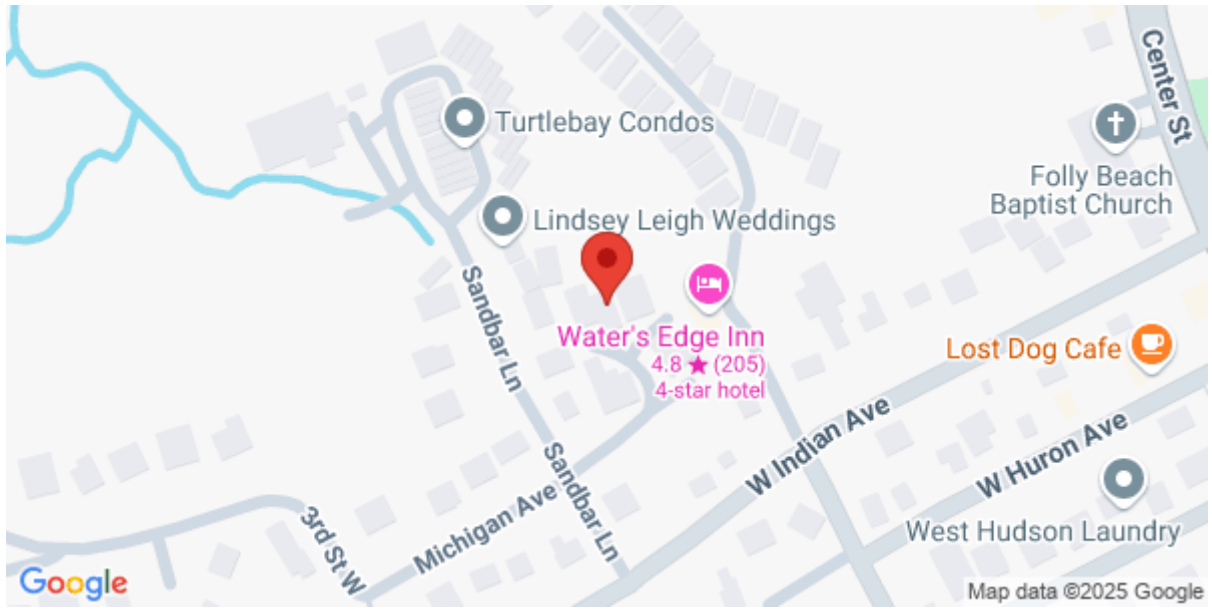 Center St
Turtlebay Condos
Folly Beach
Baptist Church
Lindsey Leigh Weddings
Sandbar Ln
Water's Edge Inn
4.8 ★ (205)
4-star hotel
Lost Dog Cafe
W Indian Ave
W Huron Ave
Sandbar Ln
Michigan Ave
3rd St W
West Hudson Laundry
Google
Map data ©2025 Google